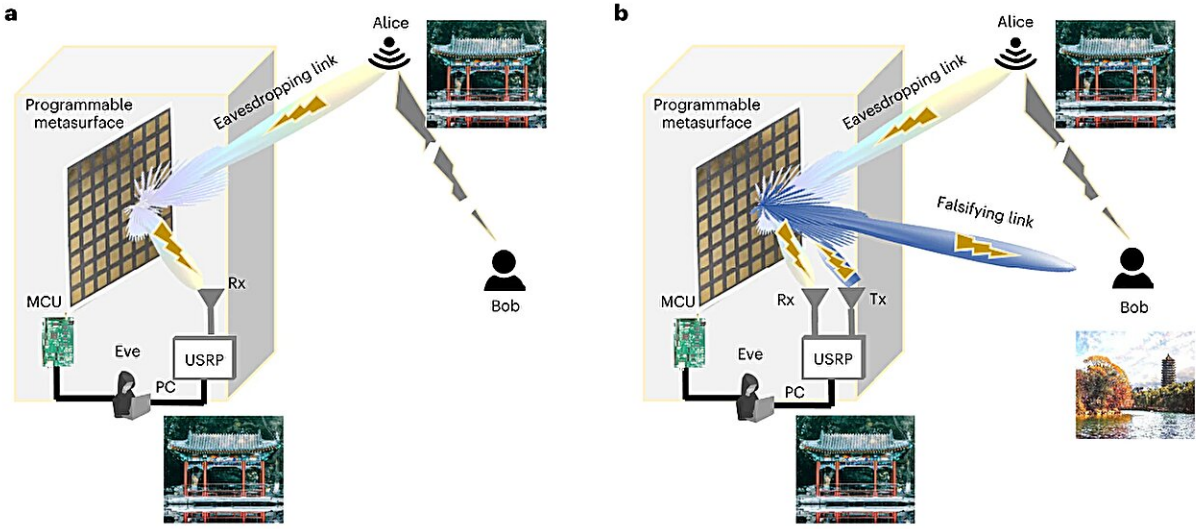 a
Alice
Eavesdropping link
Programmable
metasurface
Rx
MCU
Bob
Eve
USRP
PC
b
Alice
Eavesdropping link
Programmable
metasurface
Falsifying link
MCU
Rx
Tx
Bob
Eve
USRP
PC